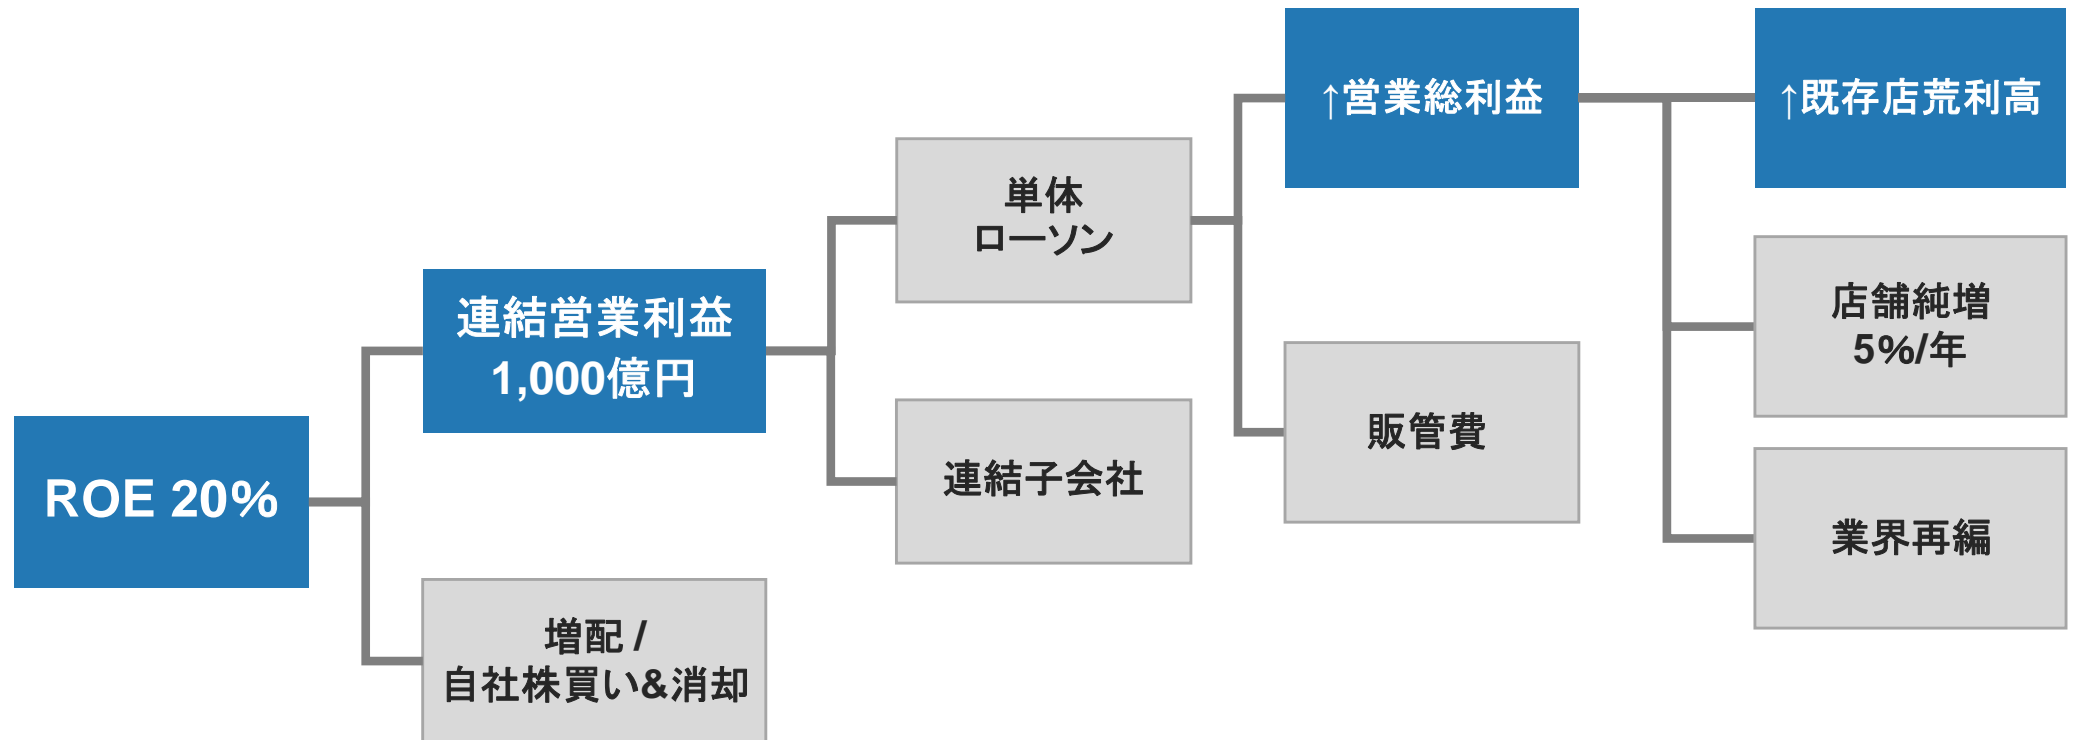 ROE 20%
連結営業利益
1,000億円
増配 /
自社株買い&消却
単体
ローソン
連結子会社
↑営業総利益
販管費
↑既存店荒利高
店舗純増
5%/年
業界再編